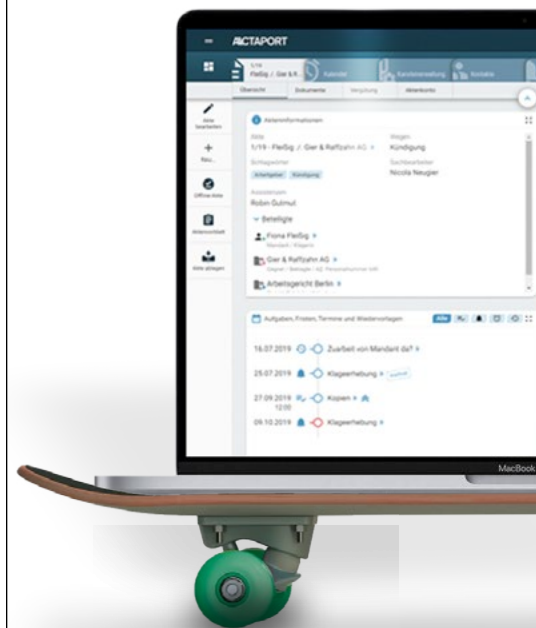 ACTAPORT
1/19
Fleißig / Gier & R...
Kalender
Kanzleiverwaltung
Kontakte
Übersicht
Dokumente
Vergütung
Aktenkonto
Akte bearbeiten
Neu...
Offline-Akte
Aktenvorblatt
Akte ablegen
Akteninformationen
Akte
1/19 - Fleißig ./. Gier & Raffzahn AG
Wegen
Kündigung
Schlagwörter
Arbeitgeber Kündigung
Sachbearbeiter
Nicola Neugier
Assistenzen
Robin Gutmut
Beteiligte
Fiona Fleißig
Mandant / Klägerin
Gier & Raffzahn AG
Arbeitsgericht Berlin
Aufgaben, Fristen, Termine und Wiedervorlagen
Alle
16.07.2019 Zuarbeit von Mandant da?
25.07.2019 Klageerhebung
27.09.2019 Kopien
12:00
09.10.2019 Klageerhebung
MacBook